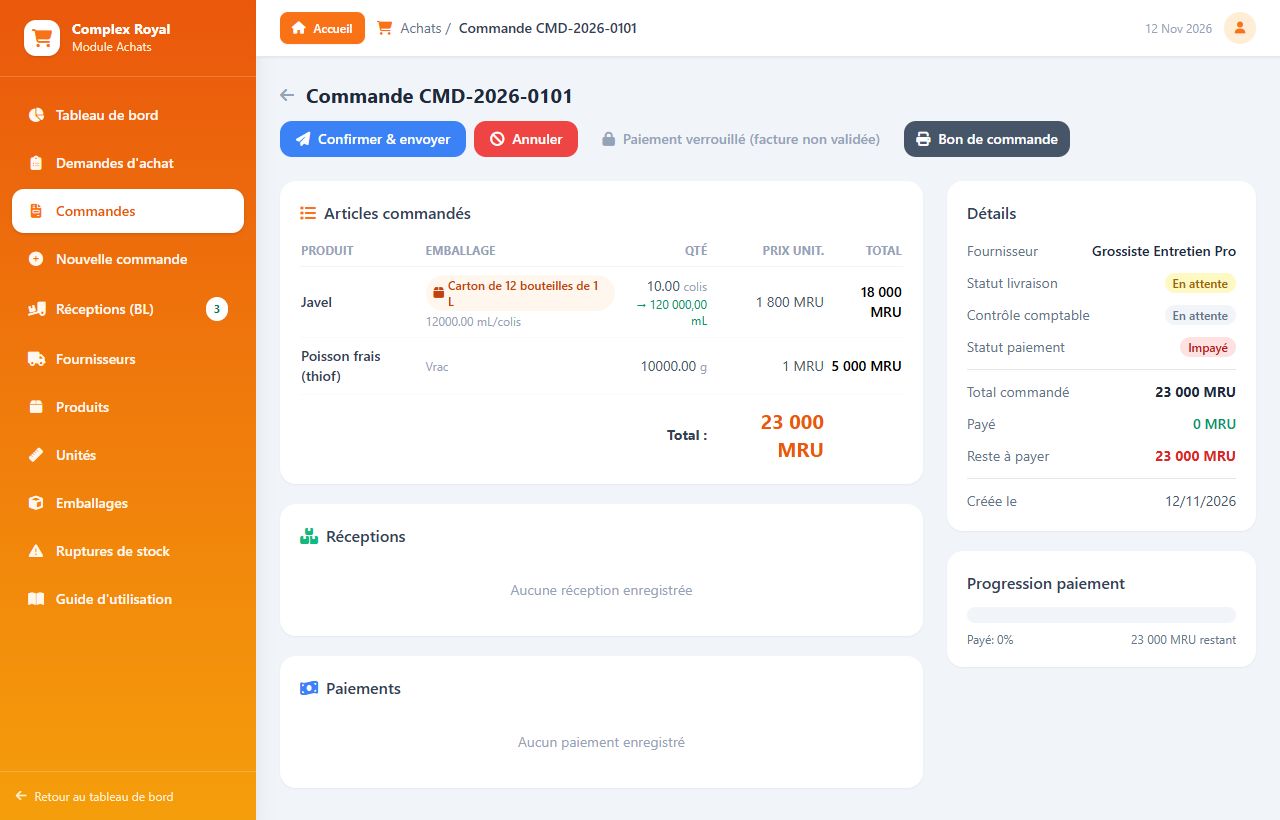 Complex Royal
Module Achats
Tableau de bord
Demandes d'achat
Commandes
Nouvelle commande
Réceptions (BL)
3
Fournisseurs
Produits
Unités
Emballages
Ruptures de stock
Guide d'utilisation
Retour au tableau de bord
Accueil
Achats / Commande CMD-2026-0101
12 Nov 2026
Commande CMD-2026-0101
Confirmer & envoyer
Annuler
Paiement verrouillé (facture non validée)
Bon de commande
Articles commandés
PRODUIT EMBALLAGE QTÉ PRIX UNIT. TOTAL
Javel
Carton de 12 bouteilles de 1
L
12000.00 mL/colis
10.00 colis
→ 120 000,00
mL
1 800 MRU
18 000
MRU
Poisson frais
(thiof)
Vrac
10000.00 g
1 MRU
5 000 MRU
Total :
23 000
MRU
Réceptions
Aucune réception enregistrée
Paiements
Aucun paiement enregistré
Détails
Fournisseur Grossiste Entretien Pro
Statut livraison En attente
Contrôle comptable En attente
Statut paiement Impayé
Total commandé 23 000 MRU
Payé 0 MRU
Reste à payer 23 000 MRU
Créée le 12/11/2026
Progression paiement
Payé: 0% 23 000 MRU restant